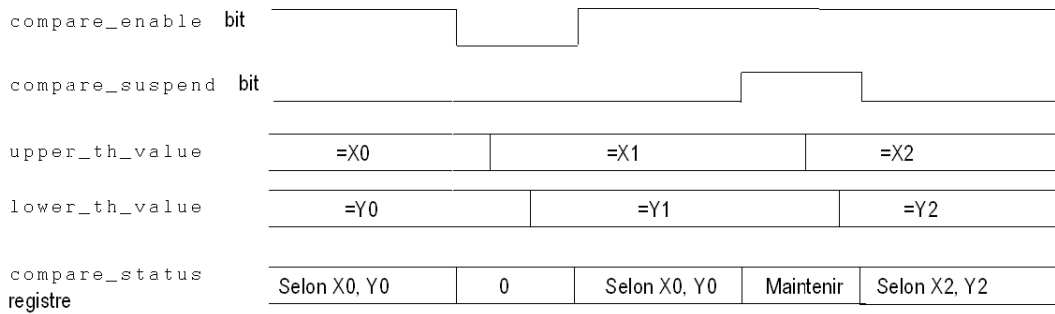 compare_enable bit
compare_suspend bit
upper_th_value =X0 =X1 =X2
lower_th_value =Y0 =Y1 =Y2
compare_status
registre Selon X0, Y0 0 Selon X0, Y0 Maintenir Selon X2, Y2